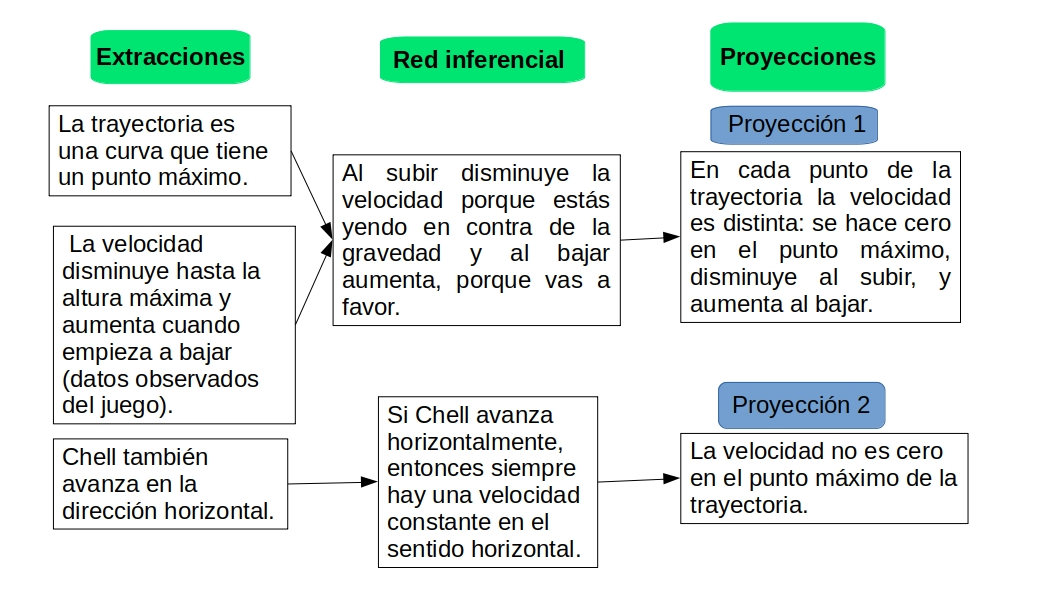 Extracciones
Red inferencial
Proyecciones
La trayectoria es
una curva que tiene
un punto máximo.
La velocidad
disminuye hasta la
altura máxima y
aumenta cuando
empieza a bajar
(datos observados
del juego).
Chell también
avanza en la
dirección horizontal.
Al subir disminuye la
velocidad porque estás
yendo en contra de la
gravedad y al bajar
aumenta, porque vas a
favor.
Si Chell avanza
horizontalmente,
entonces siempre
hay una velocidad
constante en el
sentido horizontal.
Proyección 1
En cada punto de la
trayectoria la velocidad
es distinta: se hace cero
en el punto máximo,
disminuye al subir, y
aumenta al bajar.
Proyección 2
La velocidad no es cero
en el punto máximo de la
trayectoria.